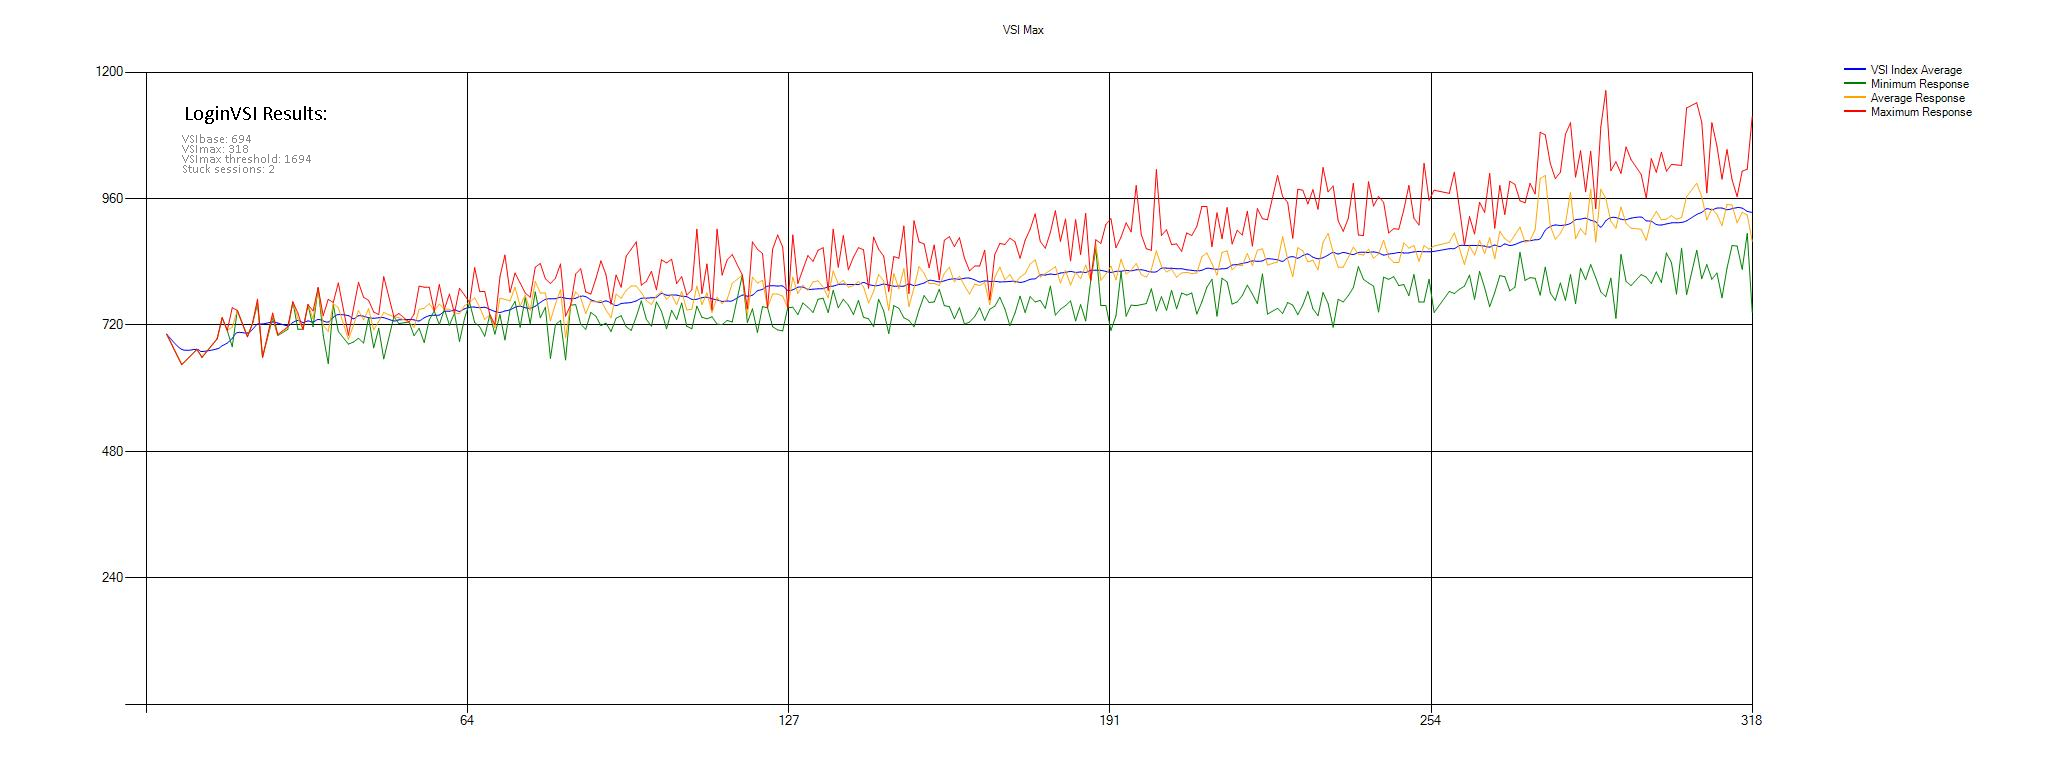 VSI Max
1200
960
720
480
240
LoginVSI Results:
VSIbase: 694
VSImax: 318
VSImax threshold: 1694
Stuck sessions: 2
64
127
191
254
318
VSI Index Average
Minimum Response
Average Response
Maximum Response